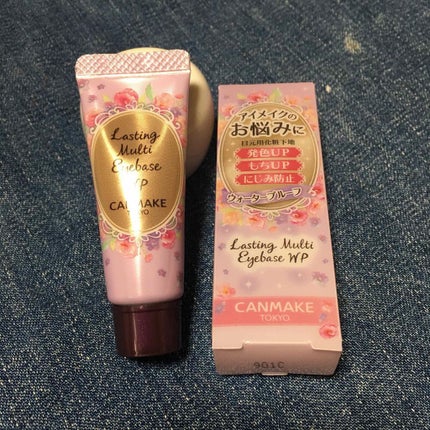 Lasting
Multi
Eyebase
WP
CANMAKE
TOKYO
アイメイクの
お悩みに
目元用化粧下地
発色UP
もちUP
にじみ防止
ウォータープルーフ
Lasting Multi
Eyebase WP
CANMAKE
TOKYO
901C